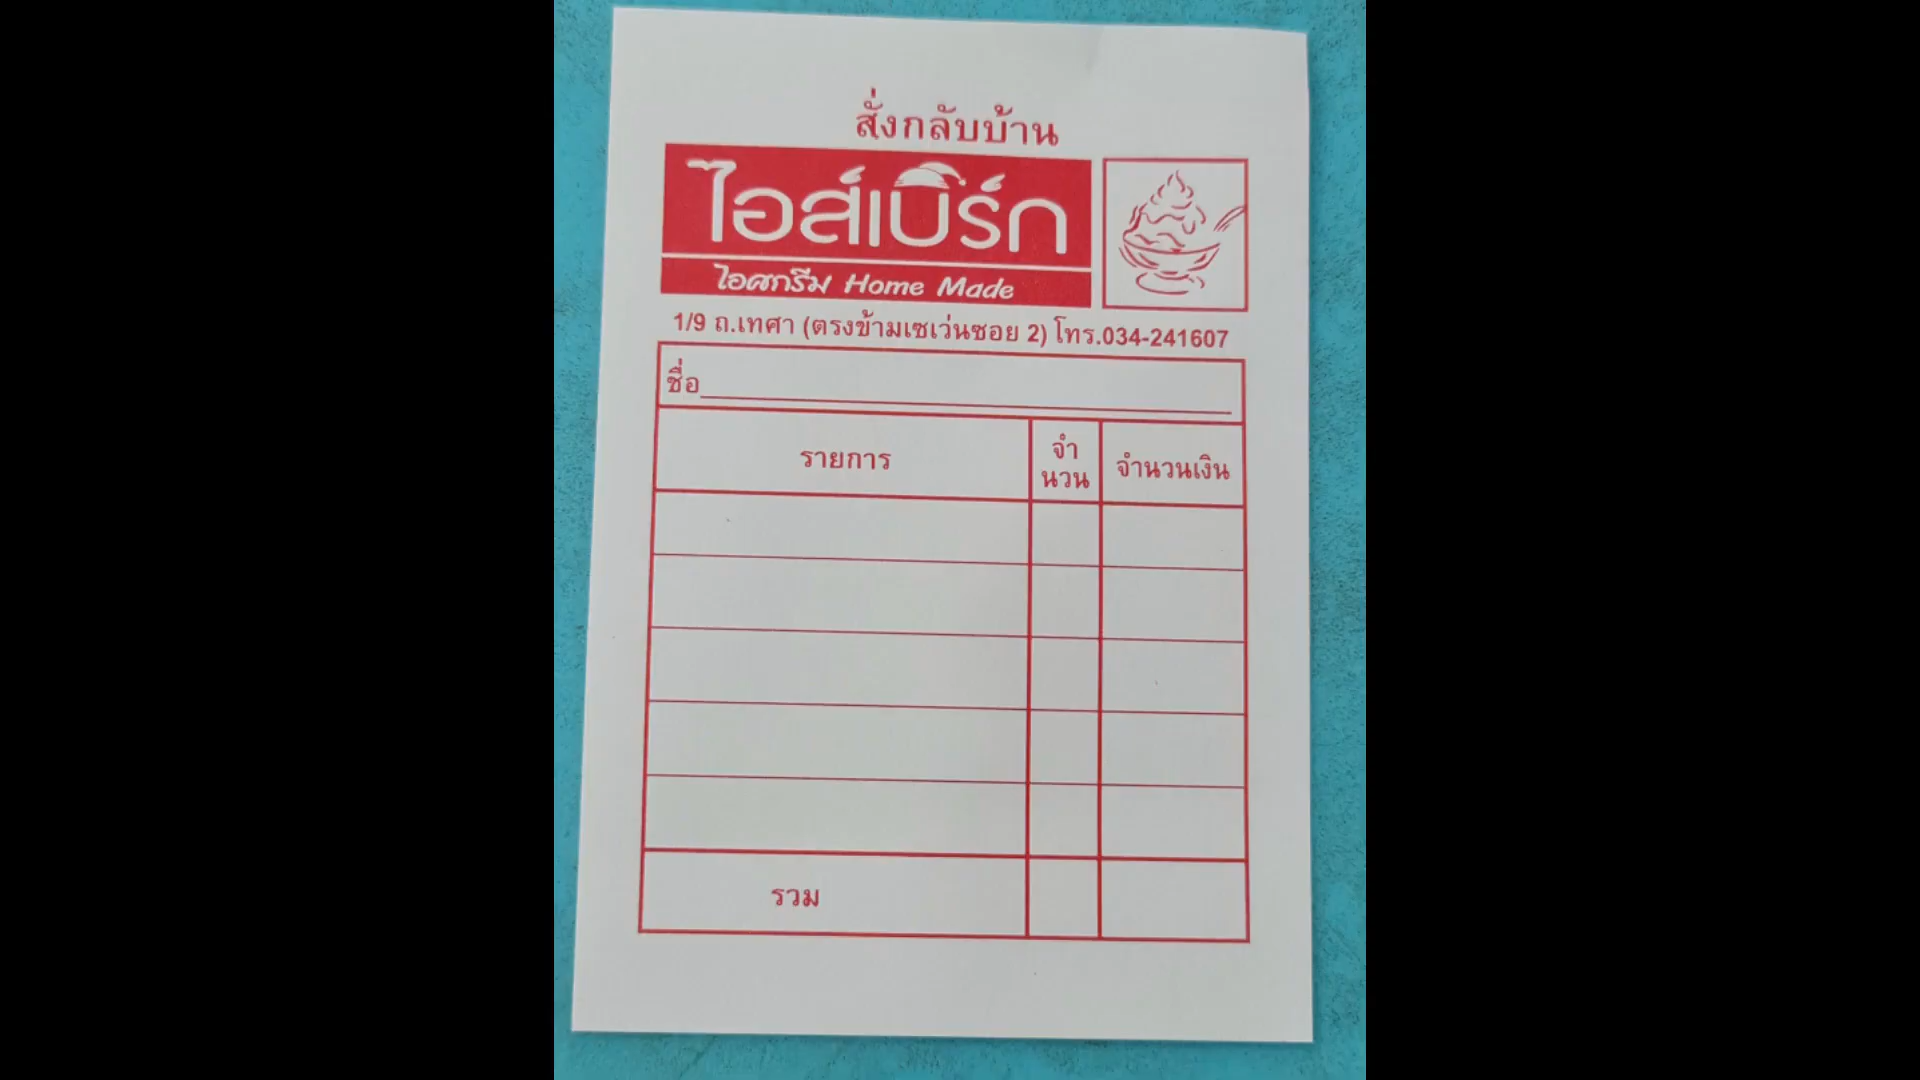 สั่งกลับบ้าน
ไอส์เบิร์ก
ไอศกรีม Home Made
1/9 ถ.เทศา (ตรงข้ามเซเว่นซอย 2) โทร.034-241607
ชื่อ
รายการ
จำ
นวน
จำนวนเงิน
รวม